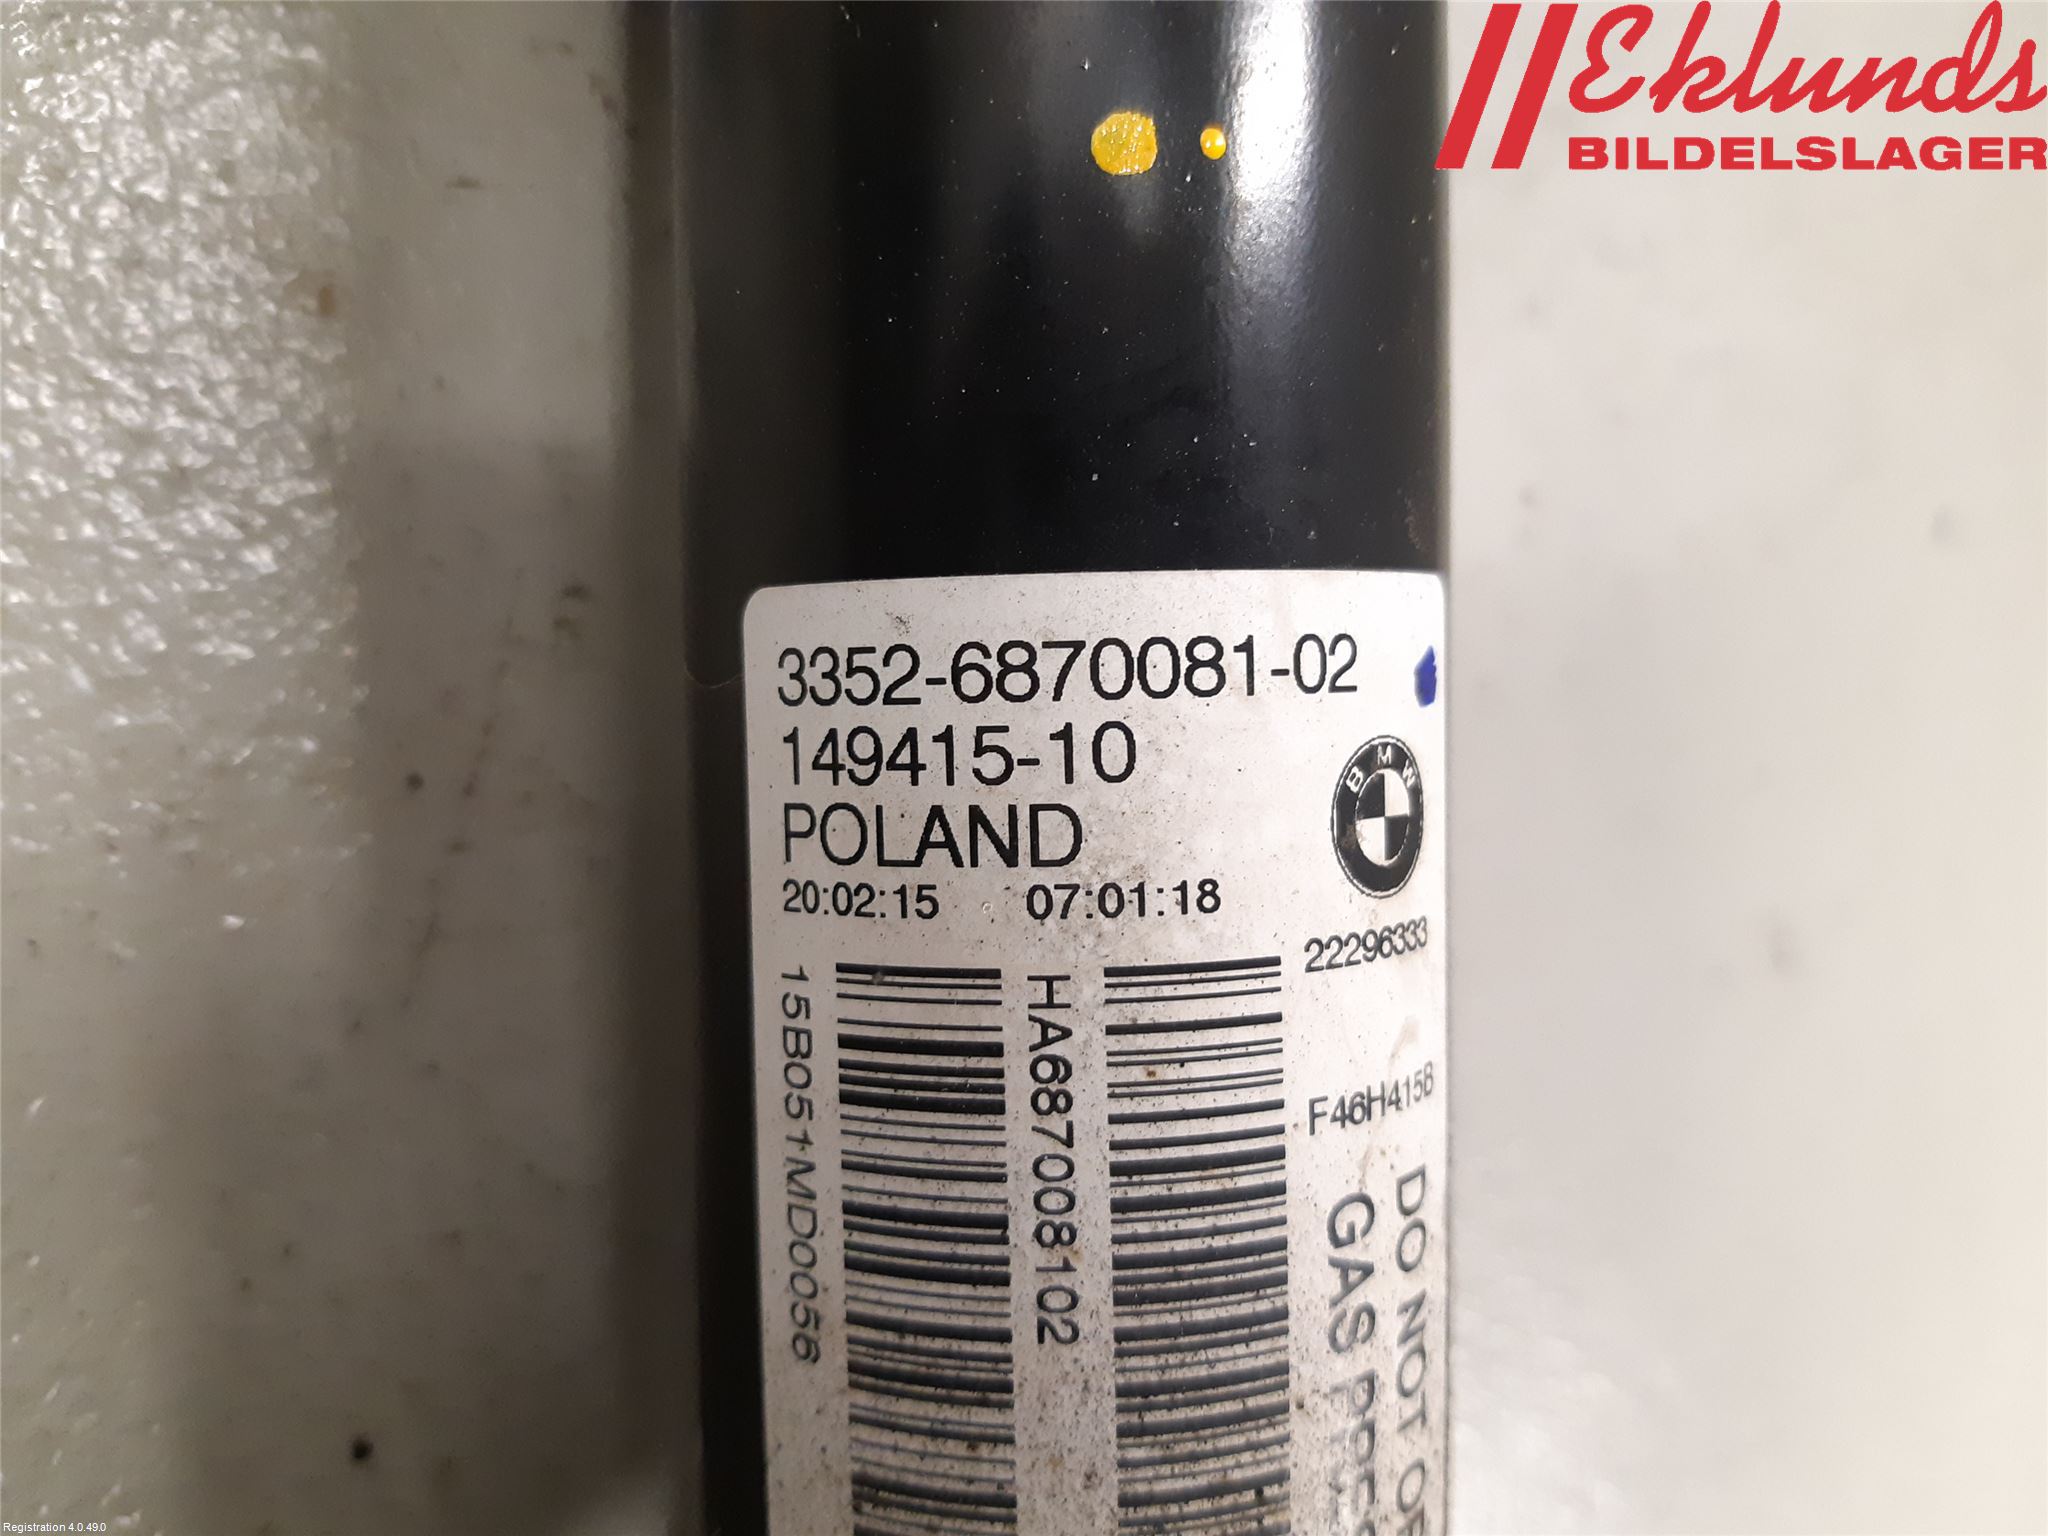 Eklunds
BILDELSLAGER
3352-6870081-02
149415-10
POLAND
20:02:15 07:01:18
BMW
22296333
15B051MD0056
HA687008102
F46H415B
DO NOT
GAS
Registration 4.0.49.0